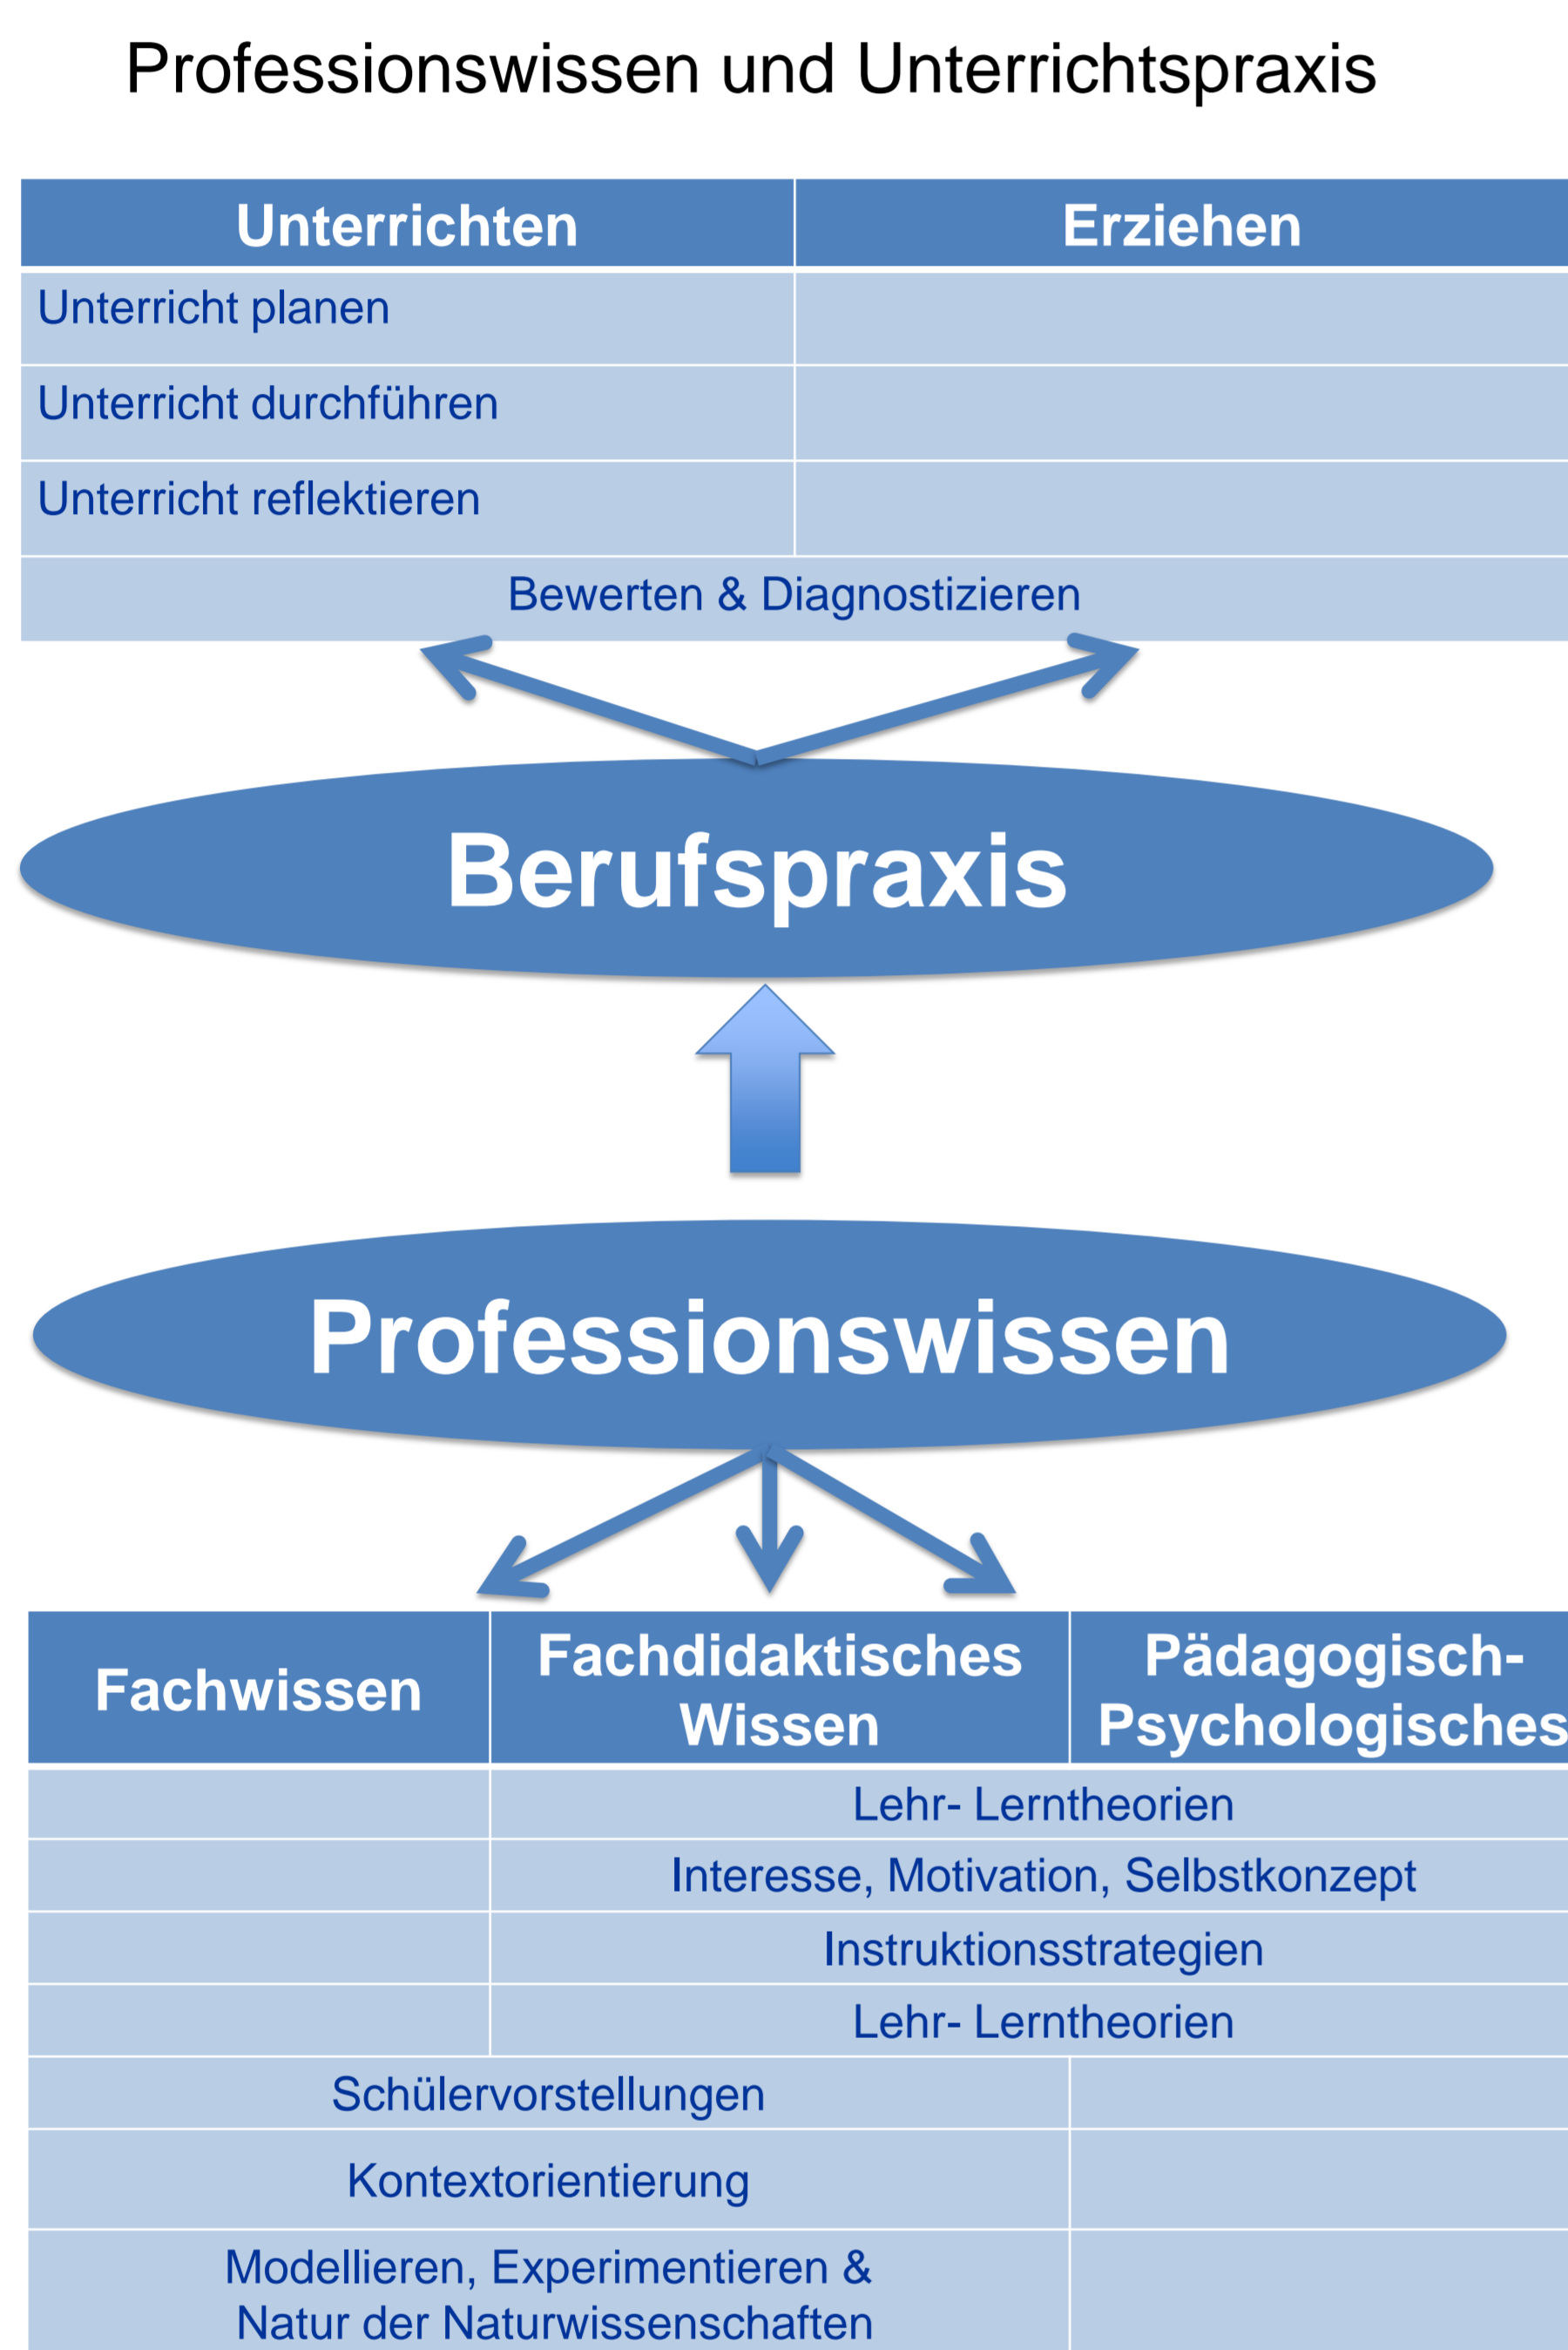 Professionswissen und Unterrichtspraxis
Unterrichten Erziehen
Unterricht planen
Unterricht durchführen
Unterricht reflektieren
Bewerten & Diagnostizieren
Berufspraxis
Professionswissen
Fachwissen
Fachdidaktisches
Wissen
Pädagogisch-
Psychologisches
Lehr- Lerntheorien
Interesse, Motivation, Selbstkonzept
Instruktionsstrategien
Lehr- Lerntheorien
Schülervorstellungen
Kontextorientierung
Modellieren, Experimentieren &
Natur der Naturwissenschaften